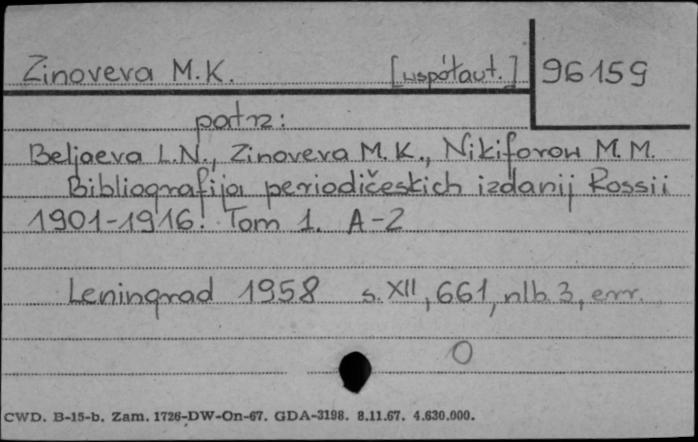 Zinoveva M.K. [współaut.] 96159
patrz:
Beljaeva L.N., Zinoveva M.K., Nikiforov M.M.
Bibliografija periodičeskich izdanij Rossii
1901-1916. Tom 1. A-Z
Leningrad 1958 s. XII, 661, nlb. 3, err.
O
CWD. B-15-b. Zam. 1726-DW-On-67. GDA-3198. 8.11.67. 4.630.000.